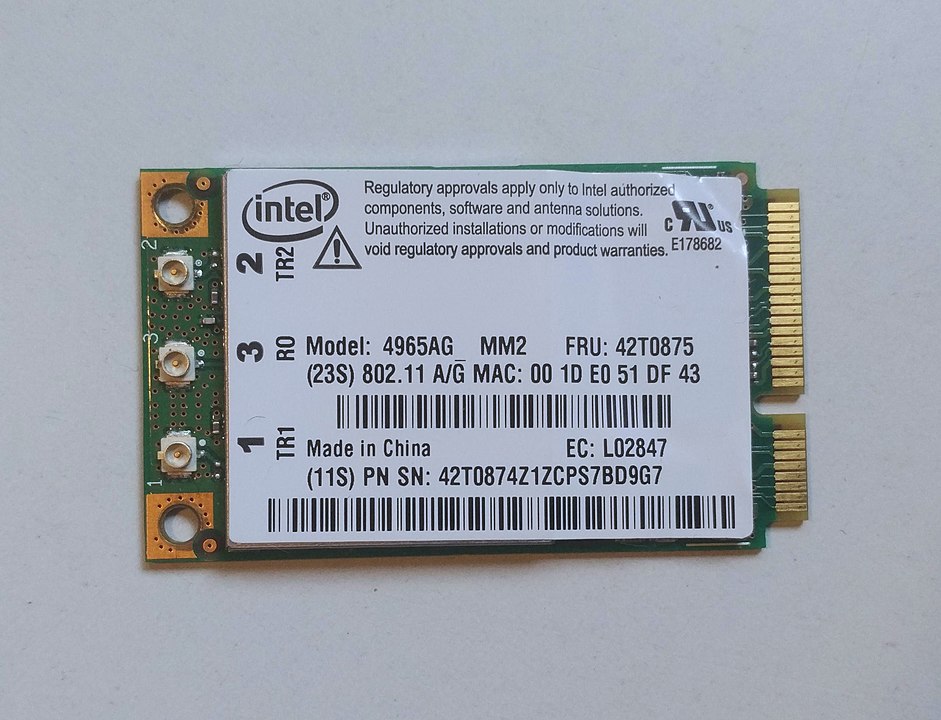 intel®
Regulatory approvals apply only to Intel authorized
components, software and antenna solutions.
Unauthorized installations or modifications will
void regulatory approvals and product warranties.
c RU® US
E178682
2
TR2
3
R0
1
TR1
Model: 4965AG_ MM2 FRU: 42T0875
(23S) 802.11 A/G MAC: 00 1D E0 51 DF 43
Made in China EC: L02847
(11S) PN SN: 42T0874Z1ZCPS7BD9G7
2
3
1